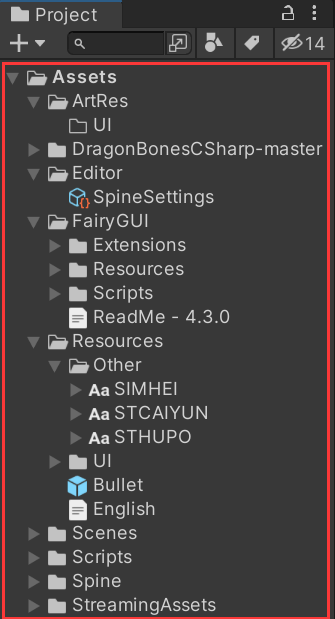 Project
14
Assets
ArtRes
UI
DragonBonesCSharp-master
Editor
SpineSettings
FairyGUI
Extensions
Resources
Scripts
ReadMe - 4.3.0
Resources
Other
Aa SIMHEI
Aa STCAIYUN
Aa STHUPO
UI
Bullet
English
Scenes
Scripts
Spine
StreamingAssets